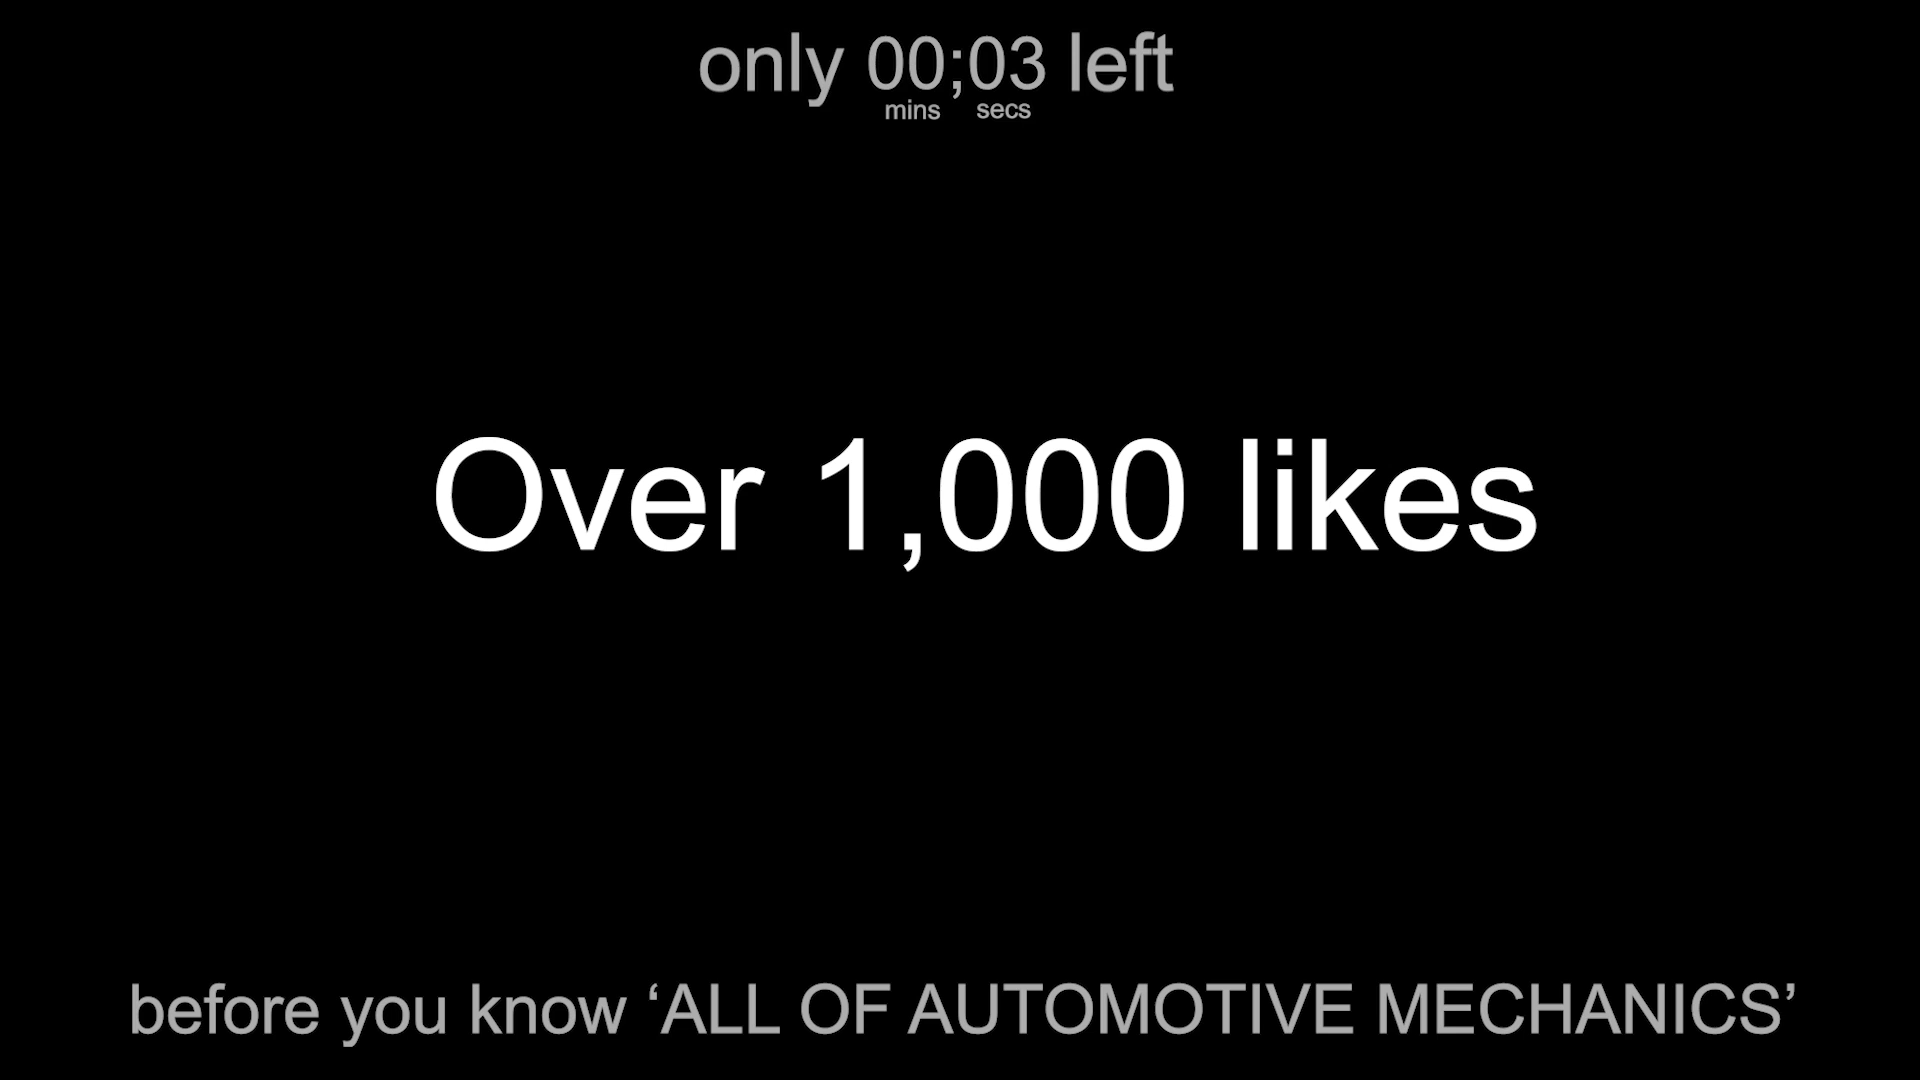 only 00;03 left
mins secs
Over 1,000 likes
before you know ‘ALL OF AUTOMOTIVE MECHANICS’